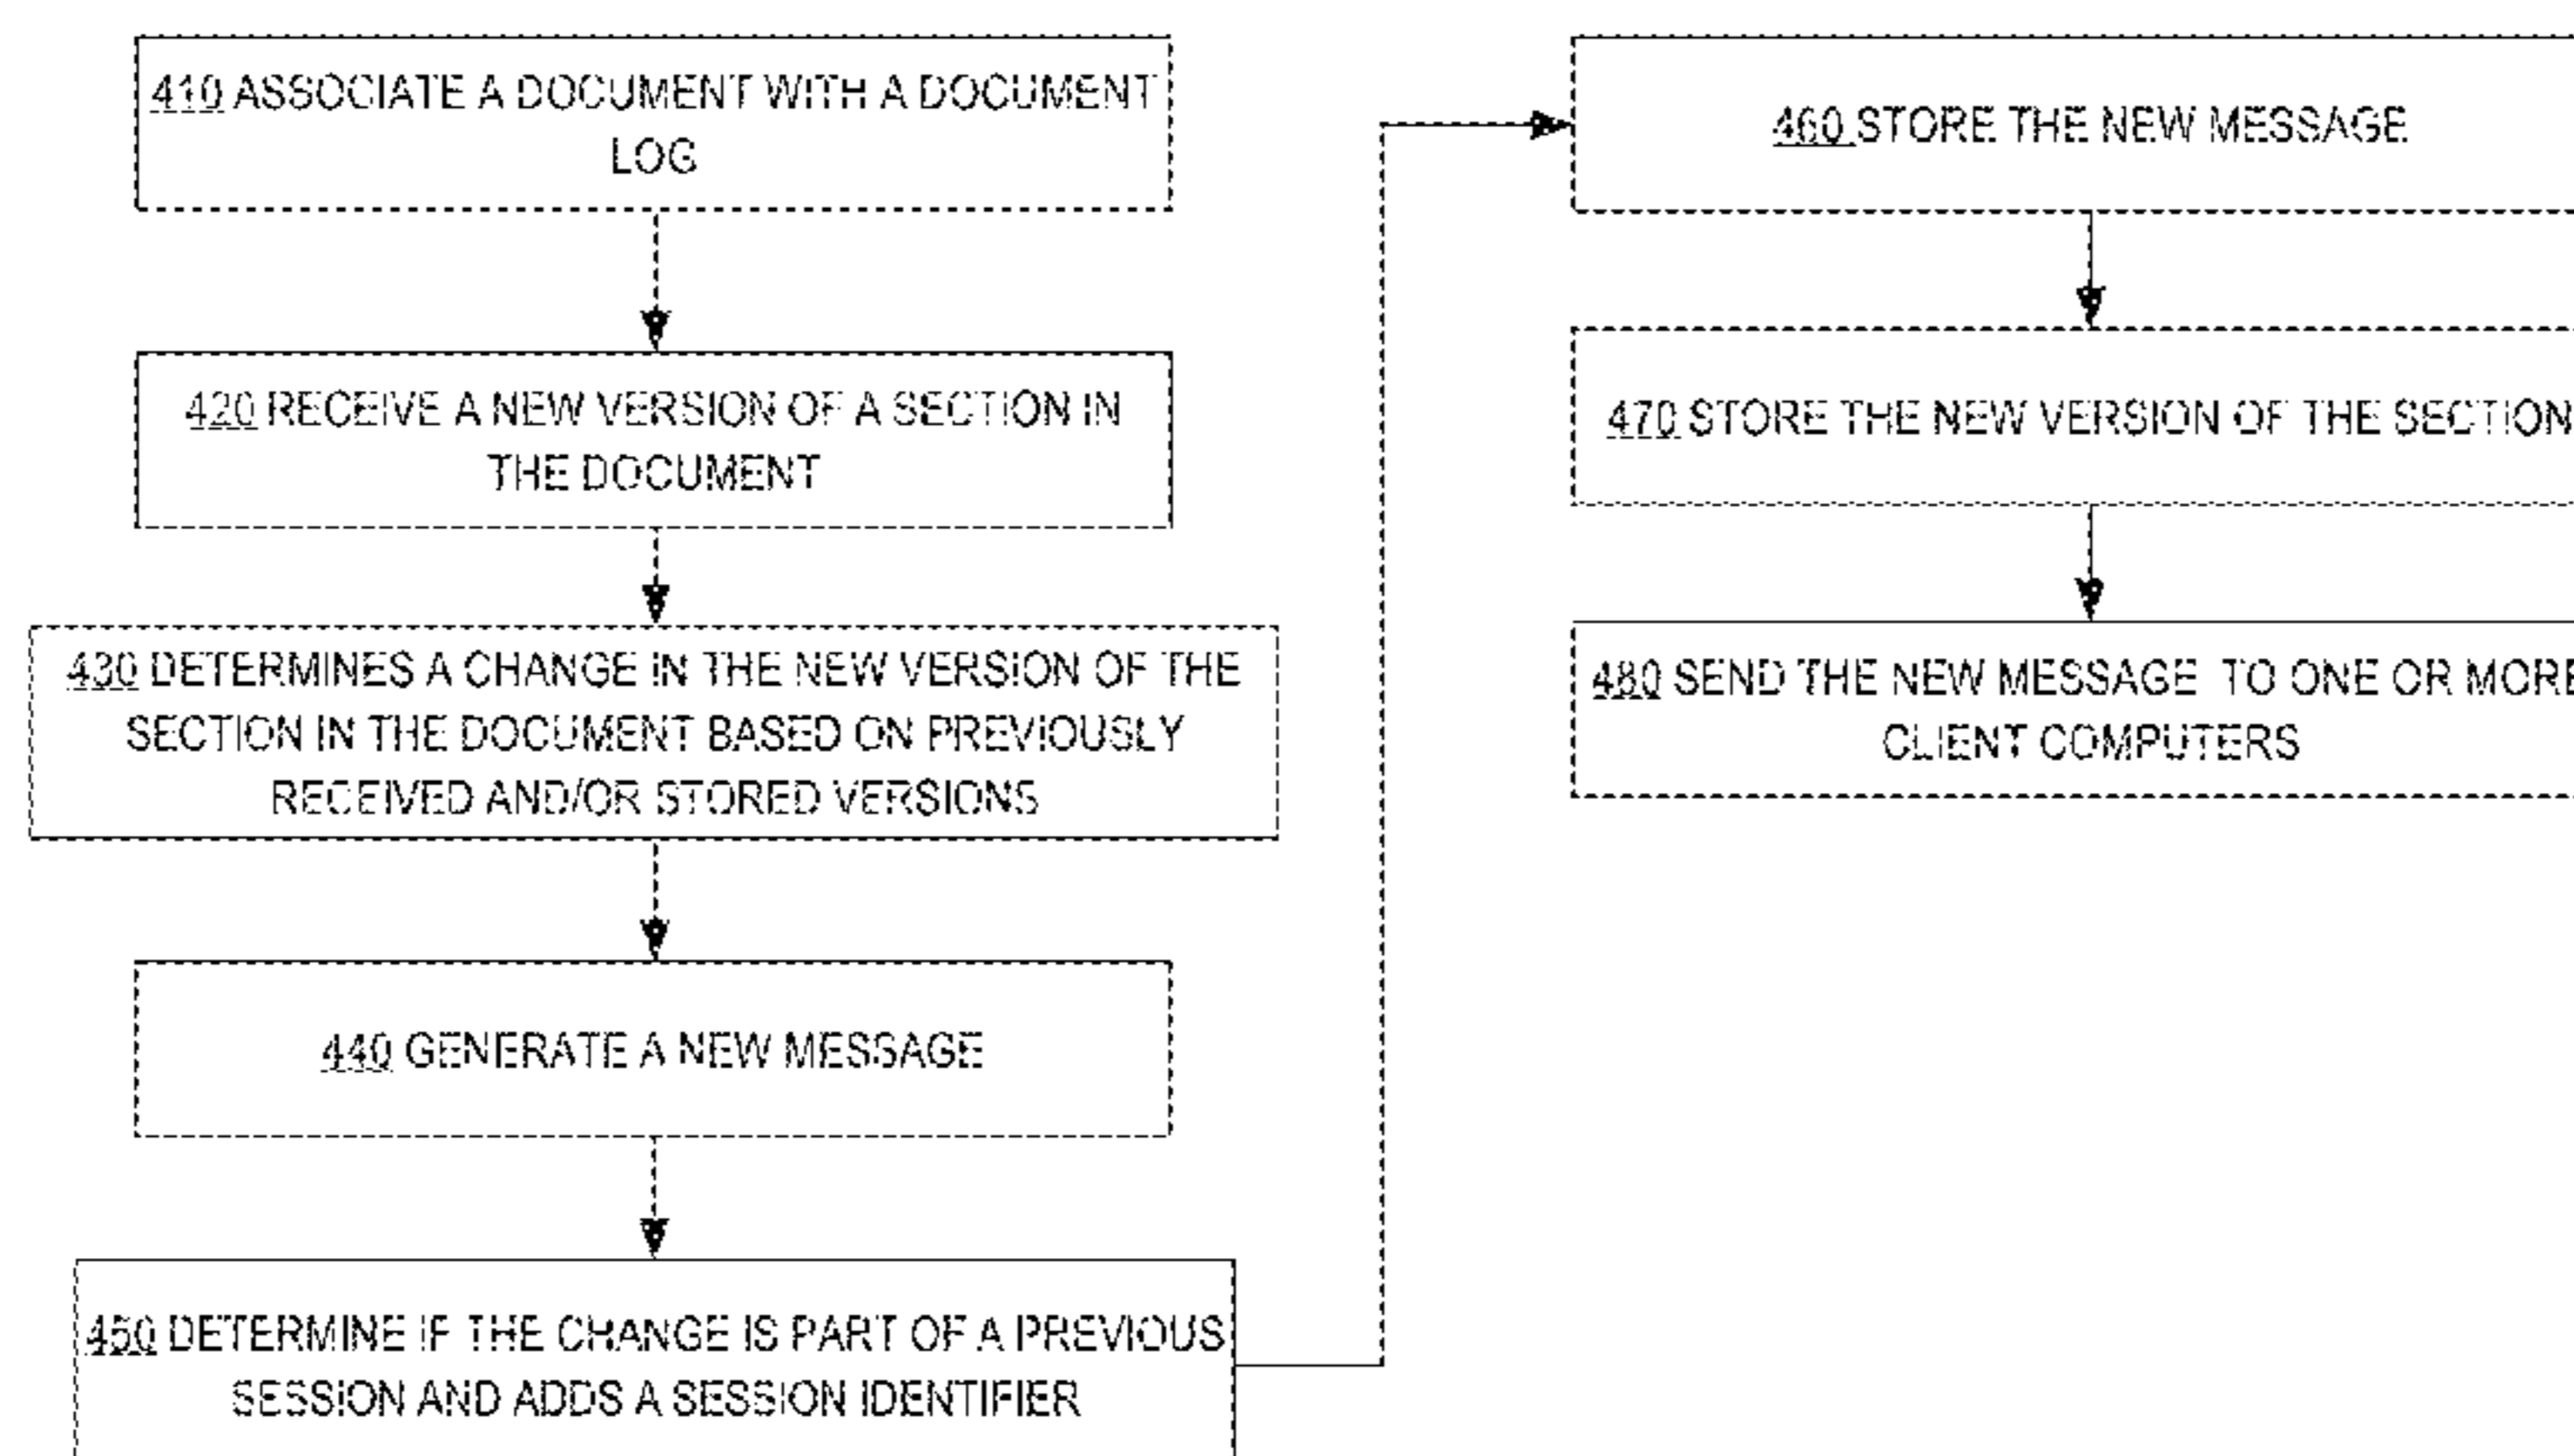 410 ASSOCIATE A DOCUMENT WITH A DOCUMENT
LOG
420 RECEIVE A NEW VERSION OF A SECTION IN
THE DOCUMENT
430 DETERMINES A CHANGE IN THE NEW VERSION OF THE
SECTION IN THE DOCUMENT BASED ON PREVIOUSLY
RECEIVED AND/OR STORED VERSIONS
440 GENERATE A NEW MESSAGE
450 DETERMINE IF THE CHANGE IS PART OF A PREVIOUS
SESSION AND ADDS A SESSION IDENTIFIER
460 STORE THE NEW MESSAGE
470 STORE THE NEW VERSION OF THE SECTION
480 SEND THE NEW MESSAGE TO ONE OR MORE
CLIENT COMPUTERS